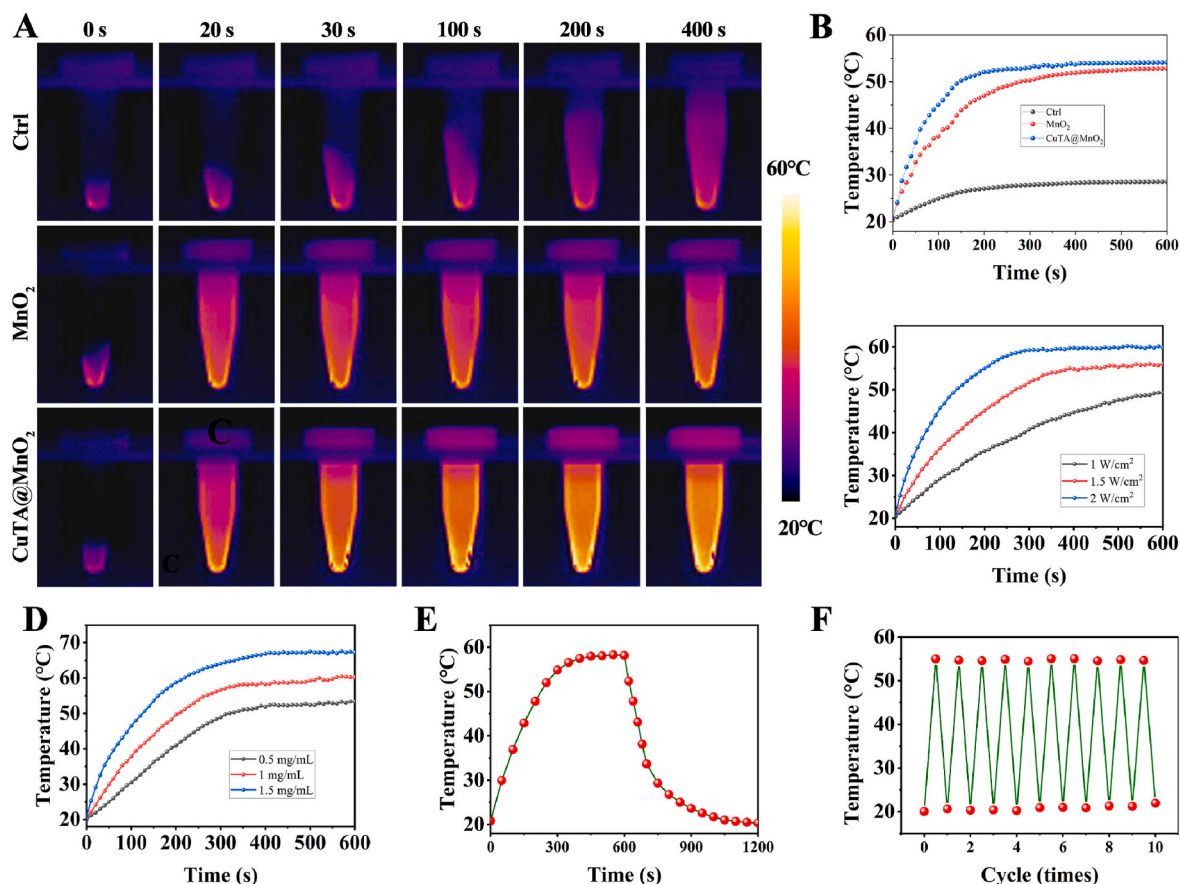 A
0 s 20 s 30 s 100 s 200 s 400 s
Ctrl
MnO₂
CuTA@MnO₂
C
C
60°C
20°C
B
60
50
40
30
20
Temperature (°C)
Ctrl
MnO₂
CuTA@MnO₂
0 100 200 300 400 500 600
Time (s)
60
50
40
30
20
Temperature (°C)
1 W/cm²
1.5 W/cm²
2 W/cm²
0 100 200 300 400 500 600
Time (s)
D
70
60
50
40
30
20
Temperature (°C)
0.5 mg/mL
1 mg/mL
1.5 mg/mL
0 100 200 300 400 500 600
Time (s)
E
60
50
40
30
20
Temperature (°C)
0 300 600 900 1200
Time (s)
F
60
50
40
30
20
Temperature (°C)
0 2 4 6 8 10
Cycle (times)